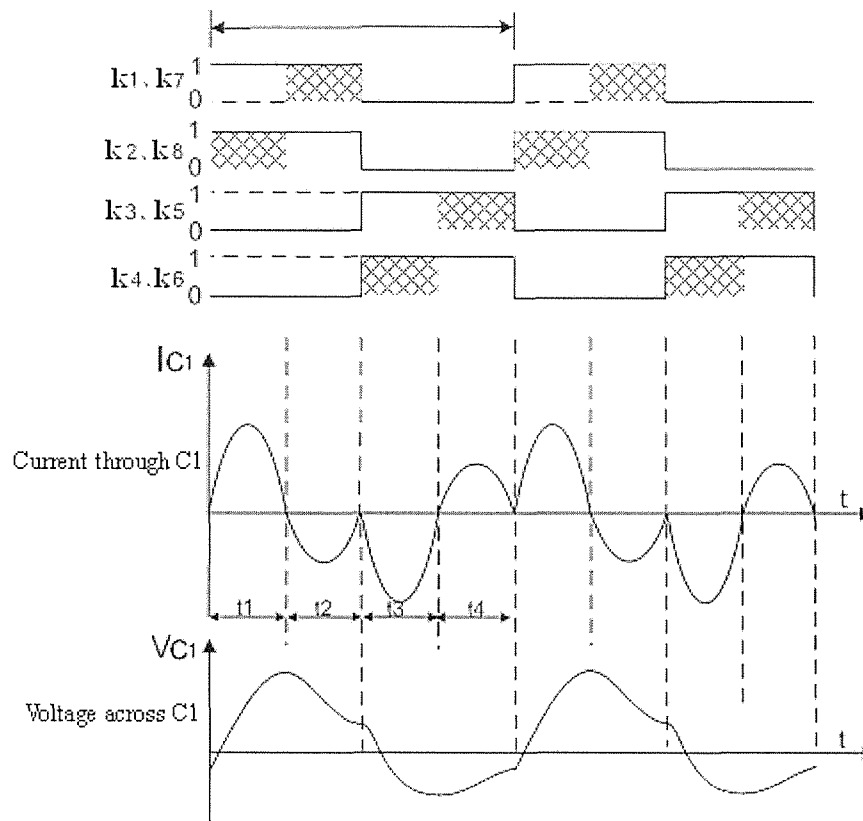 k1、k7 1
0
k2、k8 1
0
k3、k5 1
0
k4、k6 1
0
IC1
Current through C1
t
t1 t2 t3 t4
VC1
Voltage across C1
t